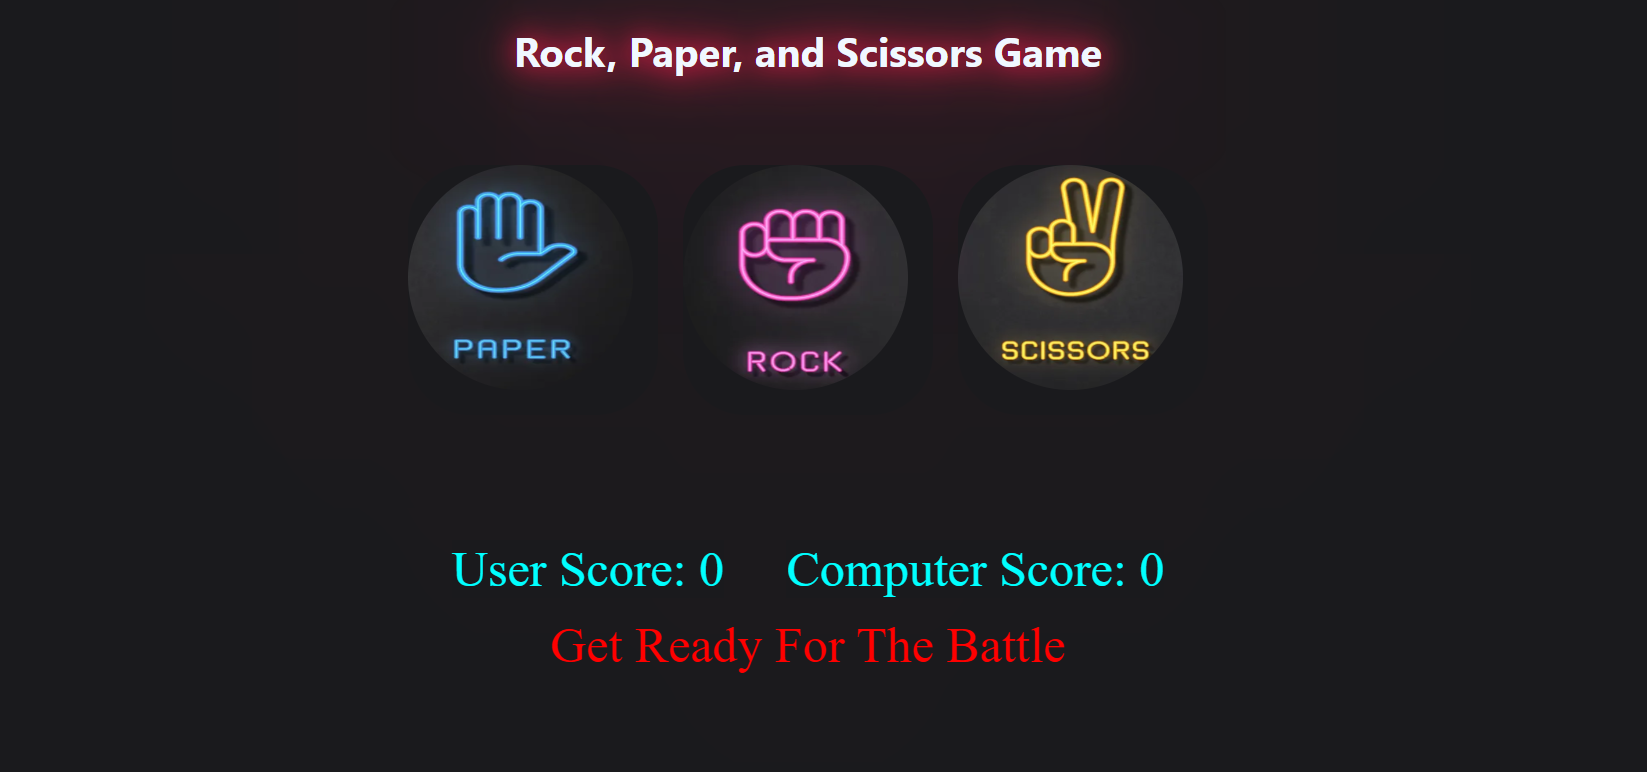 Rock, Paper, and Scissors Game
PAPER
ROCK
SCISSORS
User Score: 0 Computer Score: 0
Get Ready For The Battle